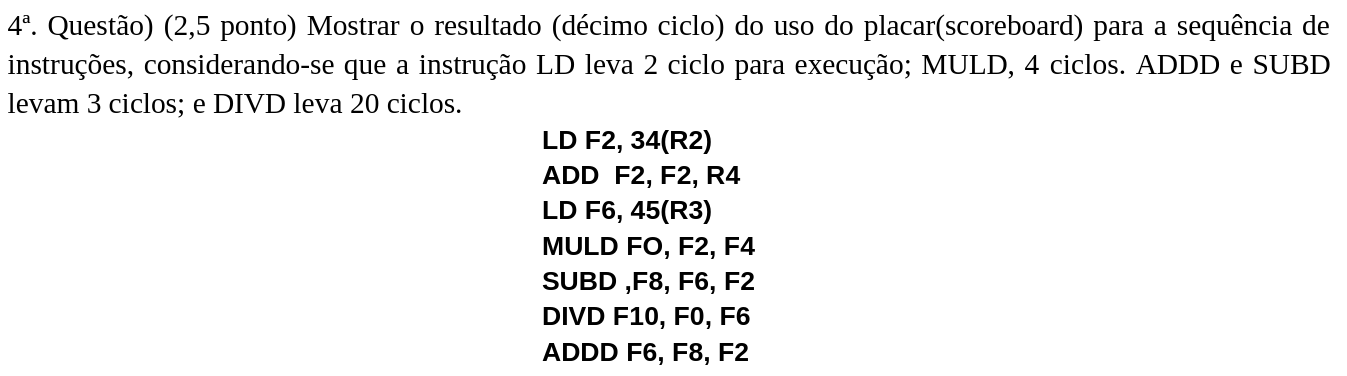 4ª. Questão) (2,5 ponto) Mostrar o resultado (décimo ciclo) do uso do placar(scoreboard) para a sequência de
instruções, considerando-se que a instrução LD leva 2 ciclo para execução; MULD, 4 ciclos. ADDD e SUBD
levam 3 ciclos; e DIVD leva 20 ciclos.
LD F2, 34(R2)
ADD  F2, F2, R4
LD F6, 45(R3)
MULD FO, F2, F4
SUBD ,F8, F6, F2
DIVD F10, F0, F6
ADDD F6, F8, F2